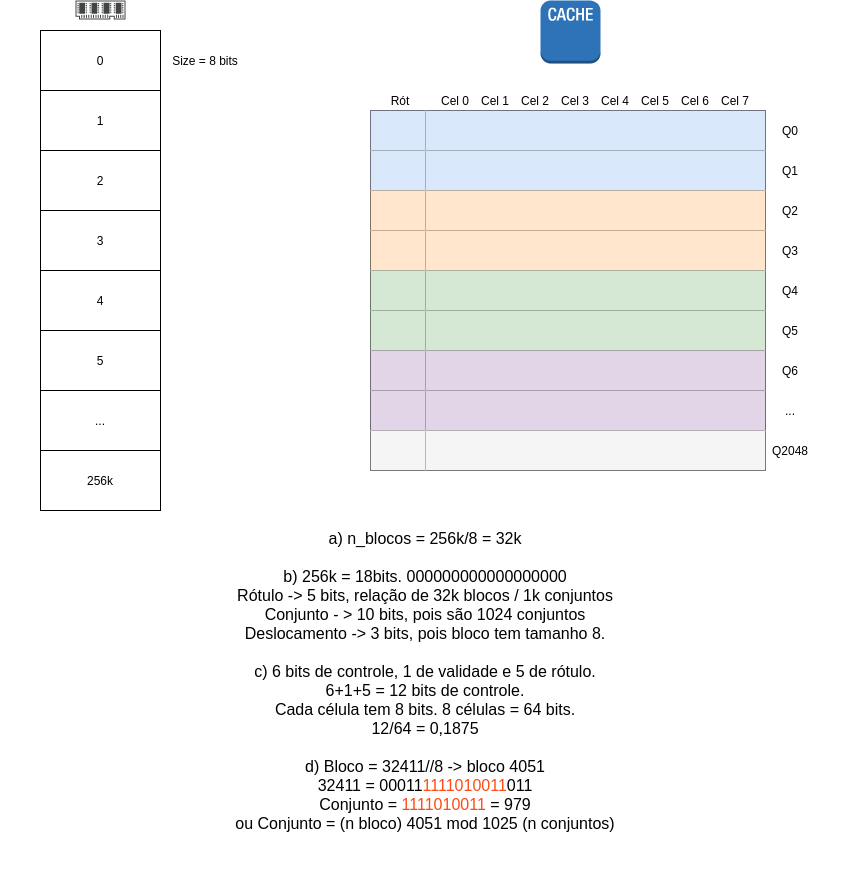 CACHE
0
Size = 8 bits
1
2
3
4
5
...
256k
Rót Cel 0 Cel 1 Cel 2 Cel 3 Cel 4 Cel 5 Cel 6 Cel 7
Q0
Q1
Q2
Q3
Q4
Q5
Q6
...
Q2048
a) n_blocos = 256k/8 = 32k
b) 256k = 18bits. 000000000000000000
Rótulo -> 5 bits, relação de 32k blocos / 1k conjuntos
Conjunto - > 10 bits, pois são 1024 conjuntos
Deslocamento -> 3 bits, pois bloco tem tamanho 8.
c) 6 bits de controle, 1 de validade e 5 de rótulo.
6+1+5 = 12 bits de controle.
Cada célula tem 8 bits. 8 células = 64 bits.
12/64 = 0,1875
d) Bloco = 32411//8 -> bloco 4051
32411 = 000111111010011011
Conjunto = 1111010011 = 979
ou Conjunto = (n bloco) 4051 mod 1025 (n conjuntos)